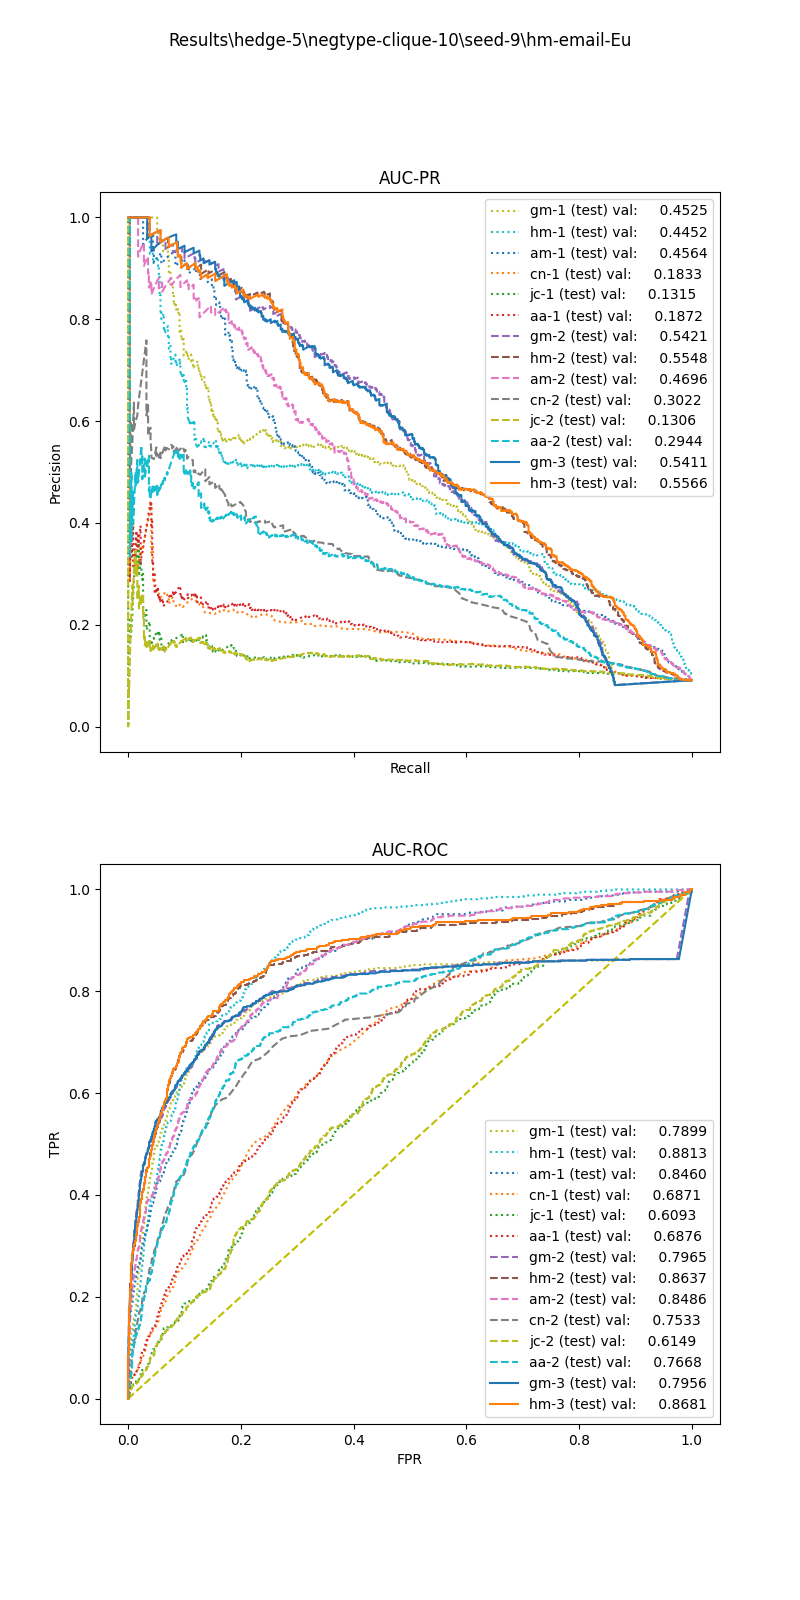 Results\hedge-5\negtype-clique-10\seed-9\hm-email-Eu
AUC-PR
1.0
0.8
0.6
0.4
0.2
0.0
Precision
Recall
gm-1 (test) val: 0.4525
hm-1 (test) val: 0.4452
am-1 (test) val: 0.4564
cn-1 (test) val: 0.1833
jc-1 (test) val: 0.1315
aa-1 (test) val: 0.1872
gm-2 (test) val: 0.5421
hm-2 (test) val: 0.5548
am-2 (test) val: 0.4696
cn-2 (test) val: 0.3022
jc-2 (test) val: 0.1306
aa-2 (test) val: 0.2944
gm-3 (test) val: 0.5411
hm-3 (test) val: 0.5566
AUC-ROC
1.0
0.8
0.6
0.4
0.2
0.0
TPR
gm-1 (test) val: 0.7899
hm-1 (test) val: 0.8813
am-1 (test) val: 0.8460
cn-1 (test) val: 0.6871
jc-1 (test) val: 0.6093
aa-1 (test) val: 0.6876
gm-2 (test) val: 0.7965
hm-2 (test) val: 0.8637
am-2 (test) val: 0.8486
cn-2 (test) val: 0.7533
jc-2 (test) val: 0.6149
aa-2 (test) val: 0.7668
gm-3 (test) val: 0.7956
hm-3 (test) val: 0.8681
0.0 0.2 0.4 0.6 0.8 1.0
FPR